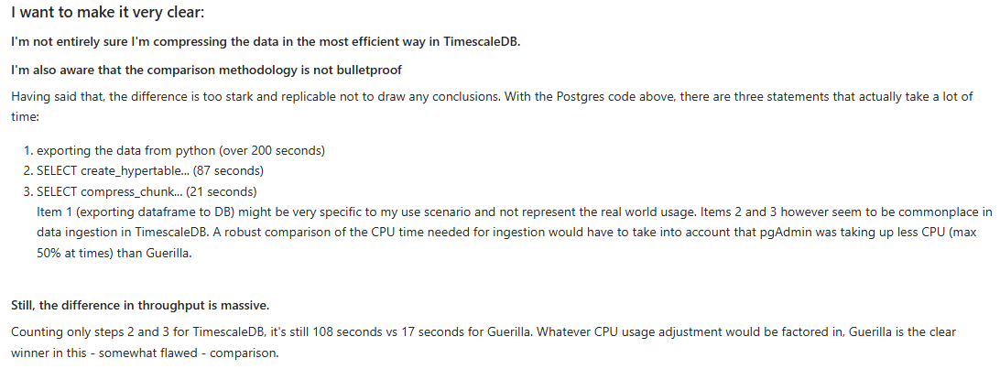 I want to make it very clear:
I'm not entirely sure I'm compressing the data in the most efficient way in TimescaleDB.
I'm also aware that the comparison methodology is not bulletproof
Having said that, the difference is too stark and replicable not to draw any conclusions. With the Postgres code above, there are three statements that actually take a lot of
time:
1. exporting the data from python (over 200 seconds)
2. SELECT create_hypertable... (87 seconds)
3. SELECT compress_chunk... (21 seconds)
Item 1 (exporting dataframe to DB) might be very specific to my use scenario and not represent the real world usage. Items 2 and 3 however seem to be commonplace in
data ingestion in TimescaleDB. A robust comparison of the CPU time needed for ingestion would have to take into account that pgAdmin was taking up less CPU (max
50% at times) than Guerilla.
Still, the difference in throughput is massive.
Counting only steps 2 and 3 for TimescaleDB, it's still 108 seconds vs 17 seconds for Guerilla. Whatever CPU usage adjustment would be factored in, Guerilla is the clear
winner in this - somewhat flawed - comparison.